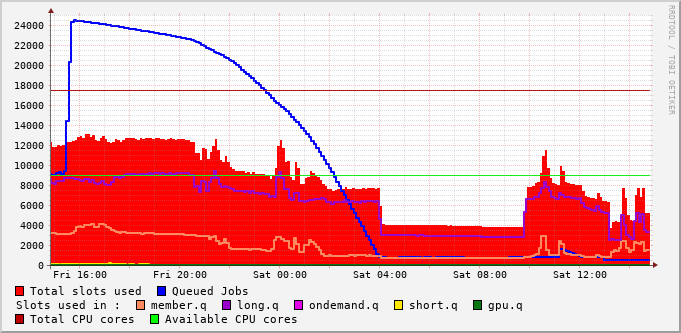 24000
22000
20000
18000
16000
14000
12000
10000
8000
6000
4000
2000
0
Fri 16:00 Fri 20:00 Sat 00:00 Sat 04:00 Sat 08:00 Sat 12:00
RRDTOOL / TOBI OETIKER
Total slots used Queued Jobs
Slots used in : member.q long.q ondemand.q short.q gpu.q
Total CPU cores Available CPU cores